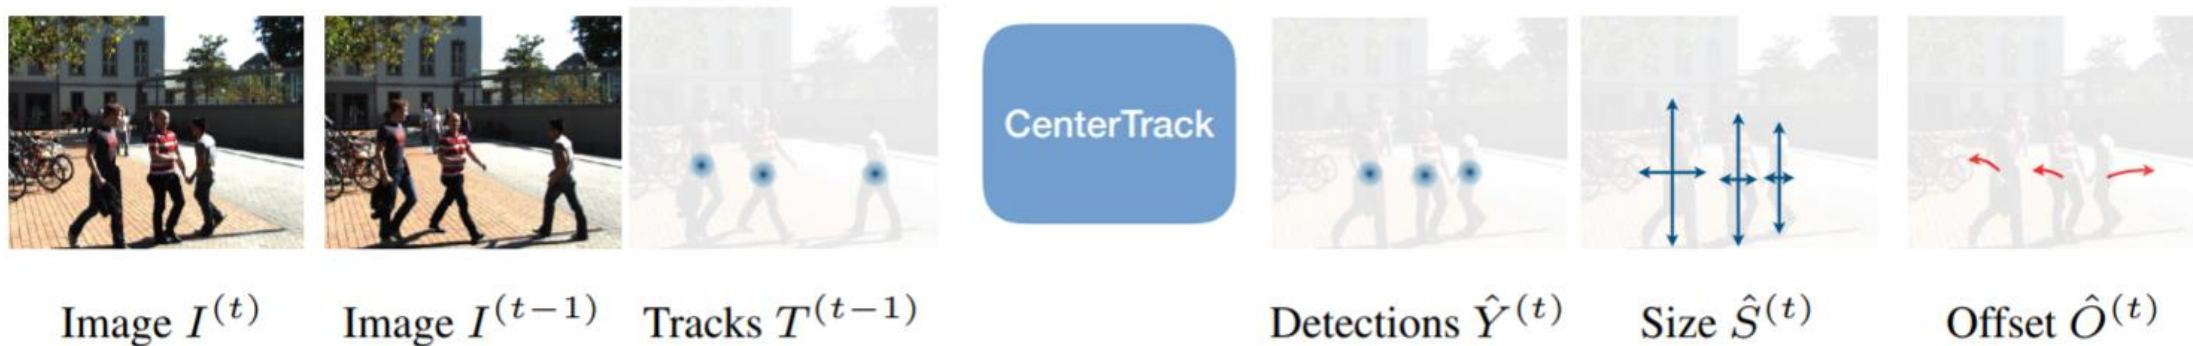 CenterTrack
Image I^(t)
Image I^(t−1)
Tracks T^(t−1)
Detections Ŷ^(t)
Size Ŝ^(t)
Offset Ô^(t)